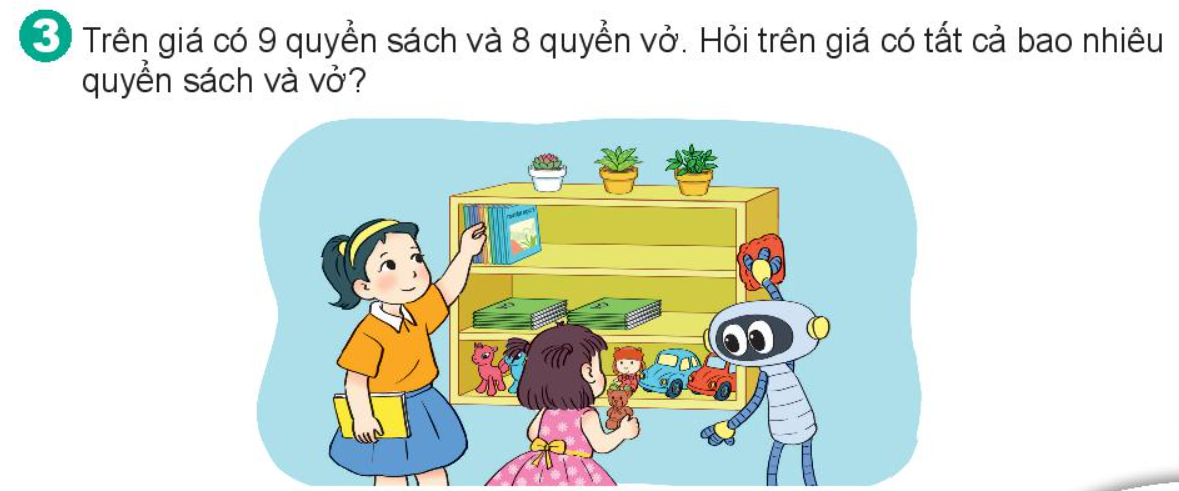 3 Trên giá có 9 quyển sách và 8 quyển vở. Hỏi trên giá có tất cả bao nhiêu
quyển sách và vở?